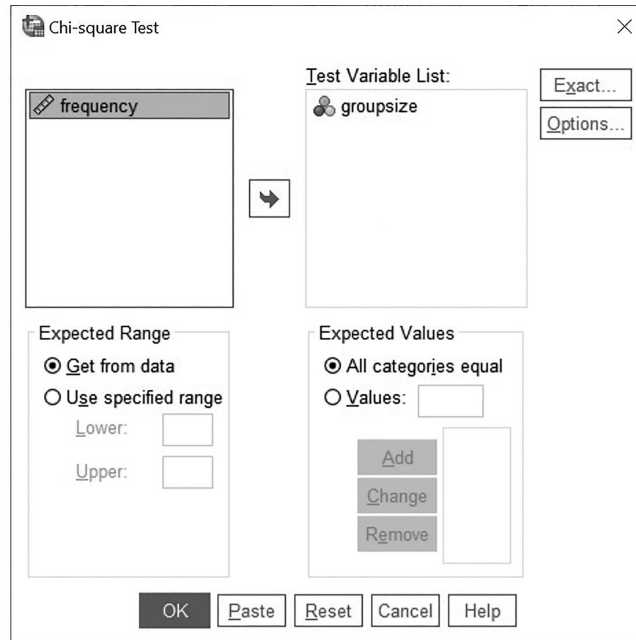 Chi-square Test
Test Variable List:
frequency
groupsize
Exact...
Options...
Expected Range
Get from data
Use specified range
Lower:
Upper:
Expected Values
All categories equal
Values:
Add
Change
Remove
OK
Paste
Reset
Cancel
Help